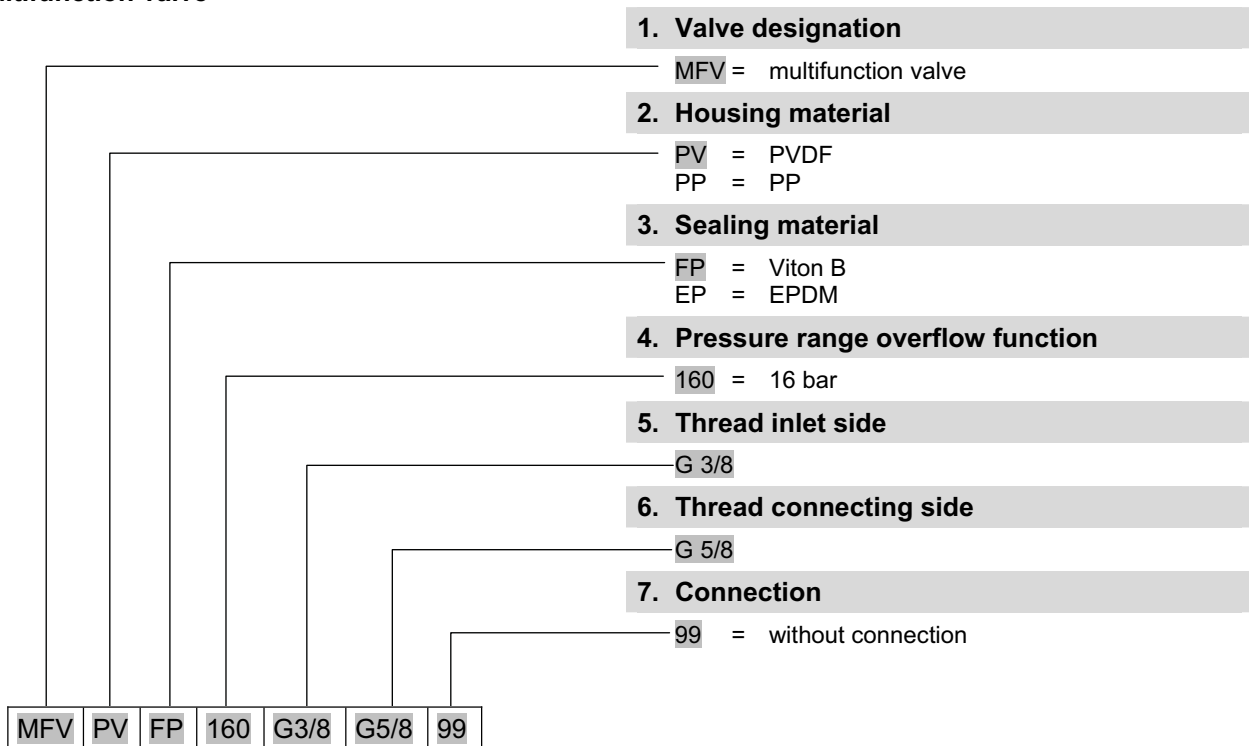 1. Valve designation
MFV = multifunction valve
2. Housing material
PV = PVDF
PP = PP
3. Sealing material
FP = Viton B
EP = EPDM
4. Pressure range overflow function
160 = 16 bar
5. Thread inlet side
G 3/8
6. Thread connecting side
G 5/8
7. Connection
99 = without connection
MFV PV FP 160 G3/8 G5/8 99